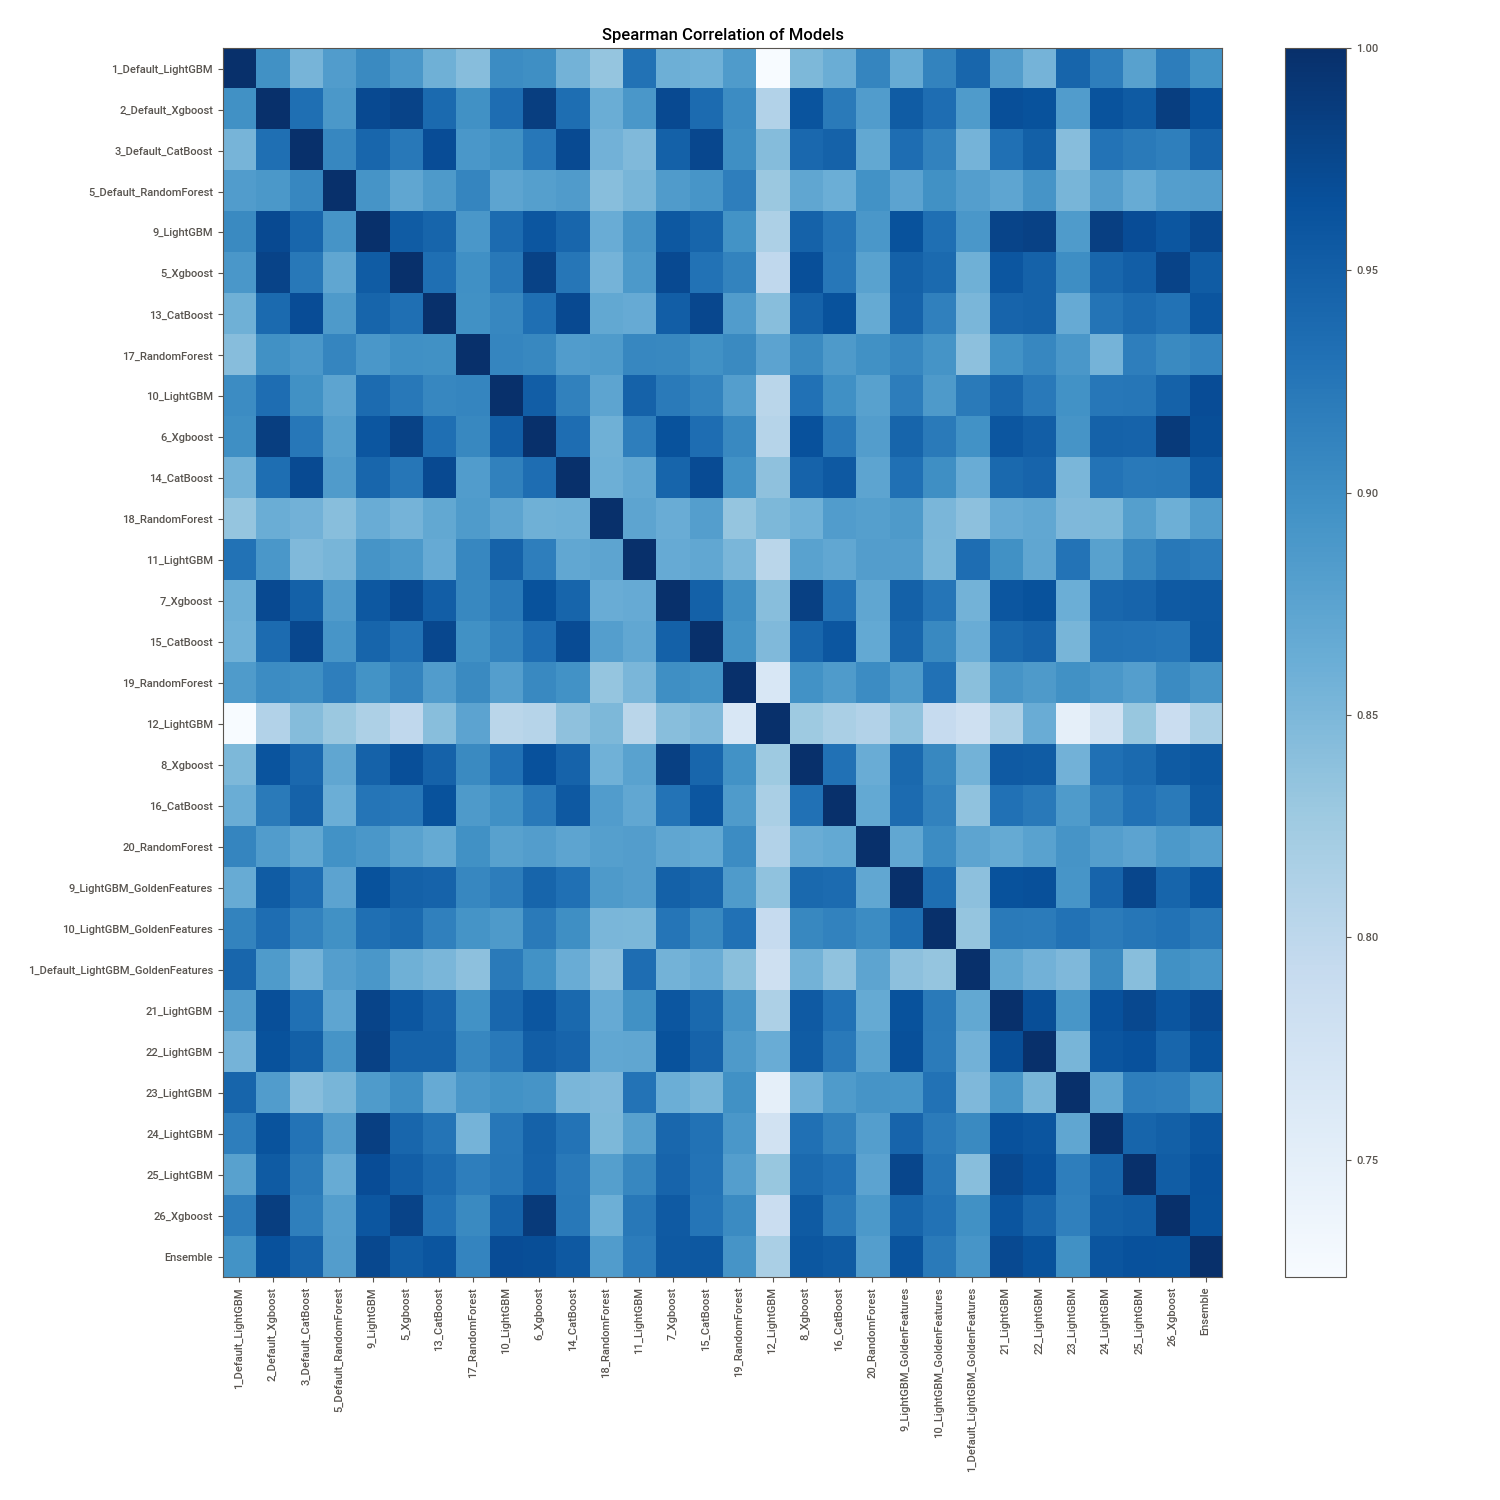 Spearman Correlation of Models
1_Default_LightGBM
2_Default_Xgboost
3_Default_CatBoost
5_Default_RandomForest
9_LightGBM
5_Xgboost
13_CatBoost
17_RandomForest
10_LightGBM
6_Xgboost
14_CatBoost
18_RandomForest
11_LightGBM
7_Xgboost
15_CatBoost
19_RandomForest
12_LightGBM
8_Xgboost
16_CatBoost
20_RandomForest
9_LightGBM_GoldenFeatures
10_LightGBM_GoldenFeatures
1_Default_LightGBM_GoldenFeatures
21_LightGBM
22_LightGBM
23_LightGBM
24_LightGBM
25_LightGBM
26_Xgboost
Ensemble
1_Default_LightGBM
2_Default_Xgboost
3_Default_CatBoost
5_Default_RandomForest
9_LightGBM
5_Xgboost
13_CatBoost
17_RandomForest
10_LightGBM
6_Xgboost
14_CatBoost
18_RandomForest
11_LightGBM
7_Xgboost
15_CatBoost
19_RandomForest
12_LightGBM
8_Xgboost
16_CatBoost
20_RandomForest
9_LightGBM_GoldenFeatures
10_LightGBM_GoldenFeatures
1_Default_LightGBM_GoldenFeatures
21_LightGBM
22_LightGBM
23_LightGBM
24_LightGBM
25_LightGBM
26_Xgboost
Ensemble
1.00
0.95
0.90
0.85
0.80
0.75